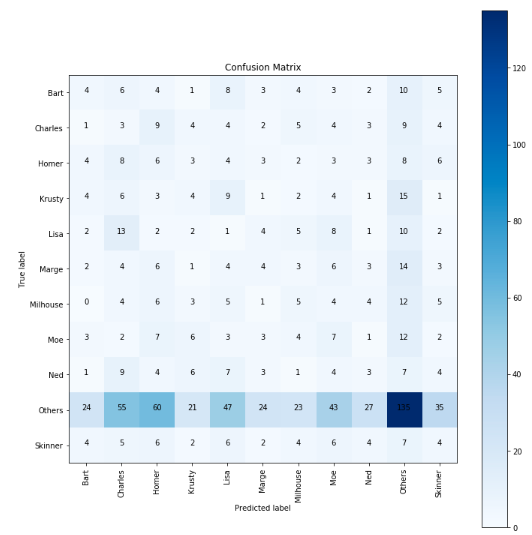 Confusion Matrix
True label
Bart 4 6 4 1 8 3 4 3 2 10 5
Charles 1 3 9 4 4 2 5 4 3 9 4
Homer 4 8 6 3 4 3 2 3 3 8 6
Krusty 4 6 3 4 9 1 2 4 1 15 1
Lisa 2 13 2 2 1 4 5 8 1 10 2
Marge 2 4 6 1 4 4 3 6 3 14 3
Milhouse 0 4 6 3 5 1 5 4 4 12 5
Moe 3 2 7 6 3 3 4 7 1 12 2
Ned 1 9 4 6 7 3 1 4 3 7 4
Others 24 55 60 21 47 24 23 43 27 135 35
Skinner 4 5 6 2 6 2 4 6 4 7 4
Bart Charles Homer Krusty Lisa Marge Milhouse Moe Ned Others Skinner
Predicted label
120
100
80
60
40
20
0